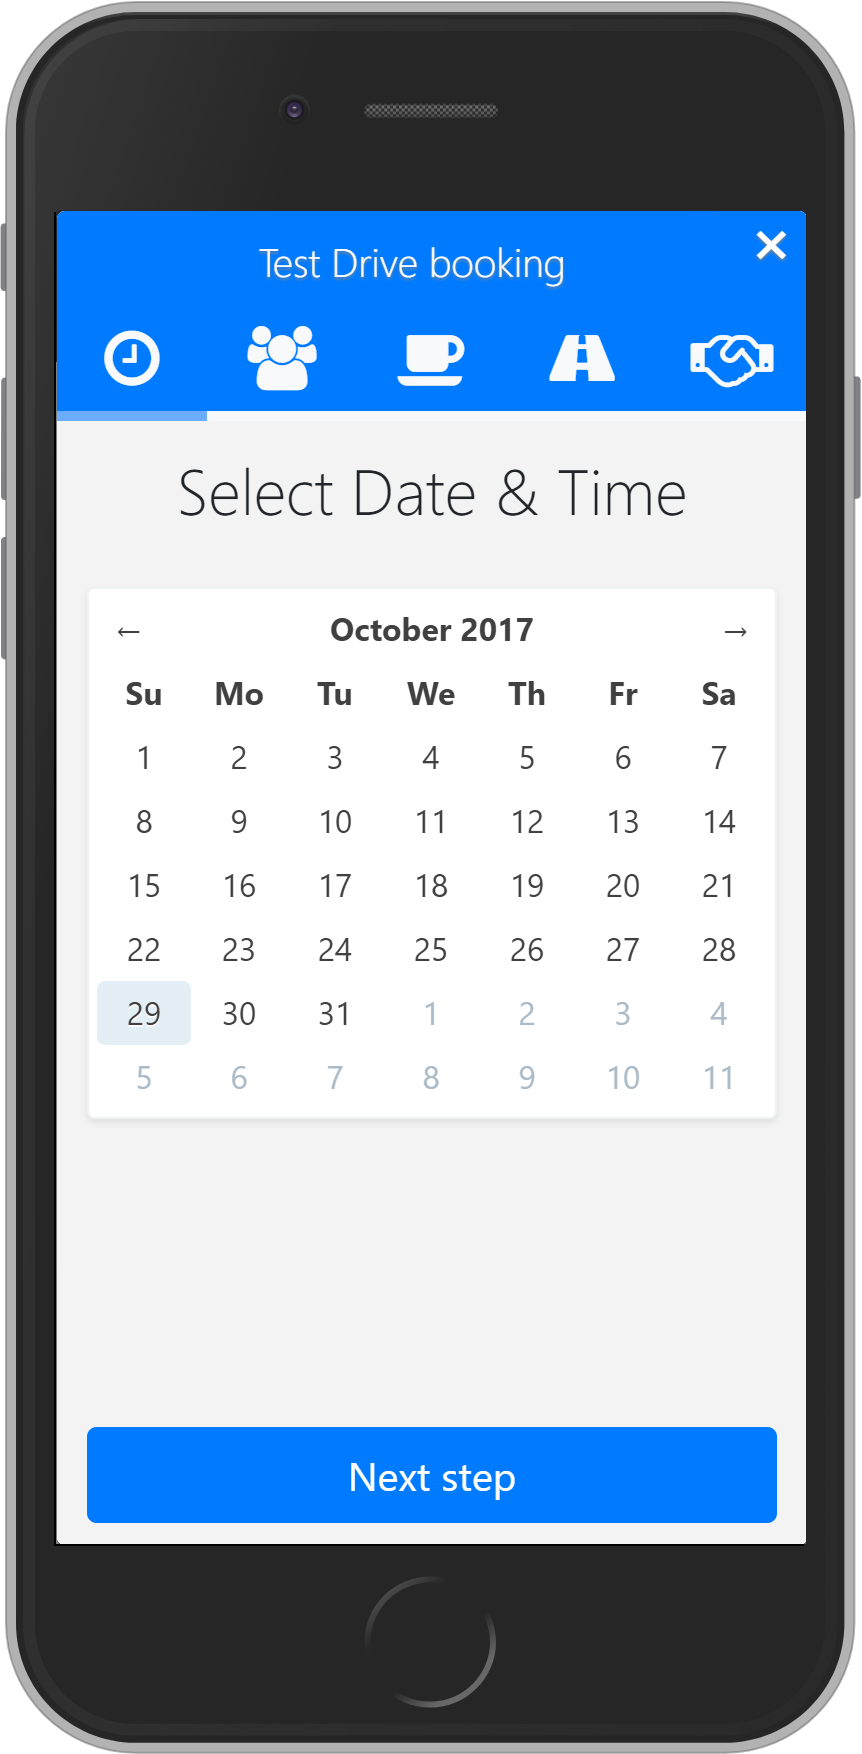 Test Drive booking
Select Date & Time
← October 2017 →
Su Mo Tu We Th Fr Sa
1 2 3 4 5 6 7
8 9 10 11 12 13 14
15 16 17 18 19 20 21
22 23 24 25 26 27 28
29 30 31 1 2 3 4
5 6 7 8 9 10 11
Next step